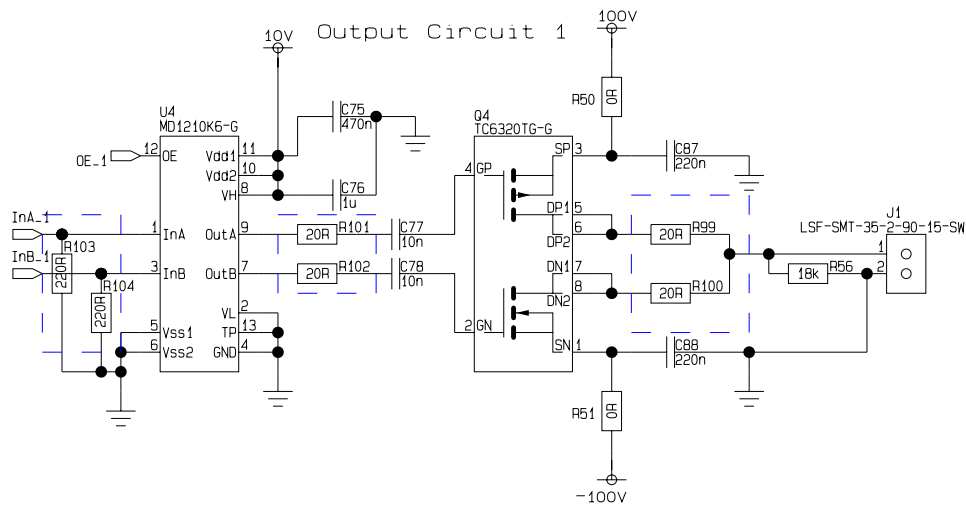 Output Circuit 1
10V
100V
U4
MD1210K6-G
C75
470n
R50
0R
Q4
TC6320TG-G
OE_1
12 OE
Vdd1 11
Vdd2 10
VH 8
C76
1u
4 GP
SP 3
C87
220n
InA_1
R103
220R
1 InA
OutA 9
20R
R101
C77
10n
DP1 5
DP2 6
20R
R99
J1
LSF-SMT-35-2-90-15-SW
1
2
InB_1
R104
220R
3 InB
OutB 7
20R
R102
C78
10n
DN1 7
DN2 8
20R
R100
18k
R56
VL 2
5 Vss1
TP 13
6 Vss2
GND 4
2 GN
SN 1
C88
220n
R51
0R
-100V